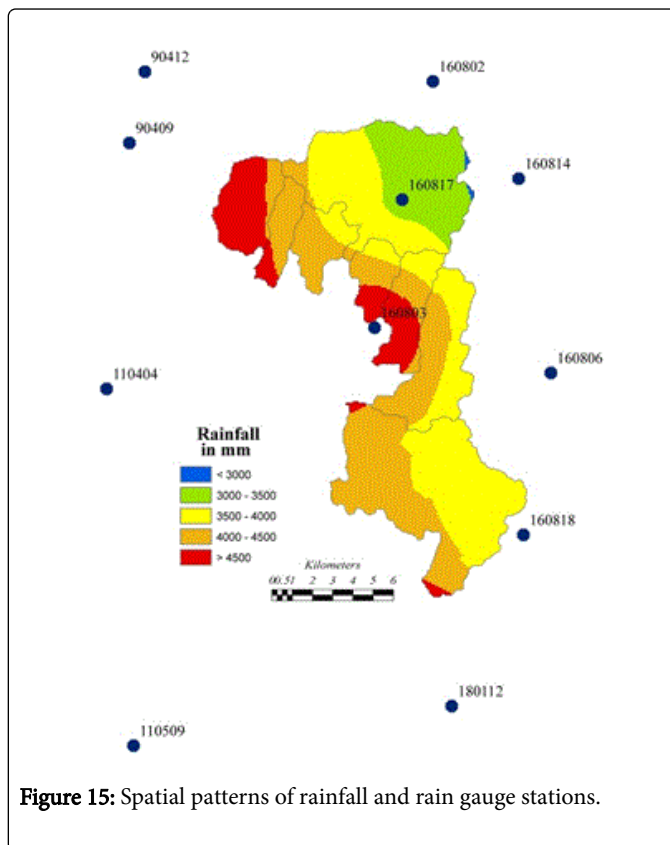 90412
160802
90409
160814
160817
160803
110404
160806
Rainfall
in mm
< 3000
3000 - 3500
3500 - 4000
4000 - 4500
> 4500
160818
Kilometers
00.51 2 3 4 5 6
180112
110509
Figure 15: Spatial patterns of rainfall and rain gauge stations.